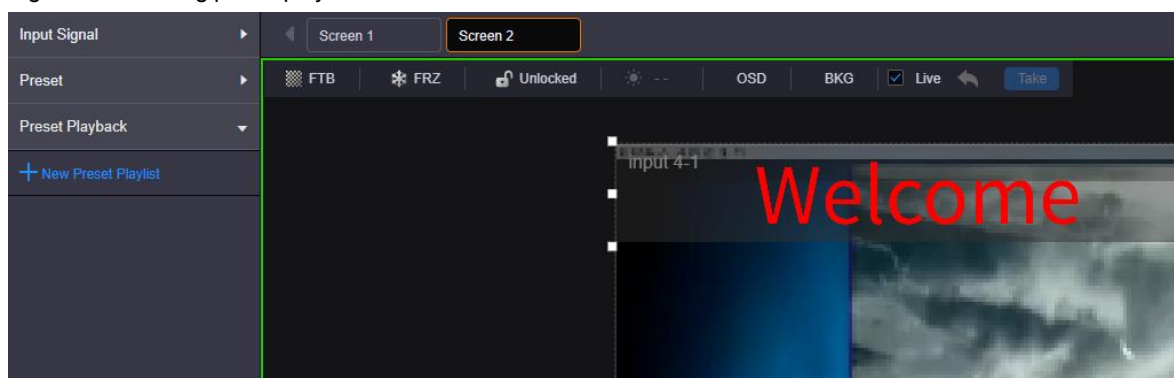 Input Signal
Screen 1
Screen 2
Preset
FTB
FRZ
Unlocked
--
OSD
BKG
Live
Take
Preset Playback
New Preset Playlist
input 4-1
Welcome